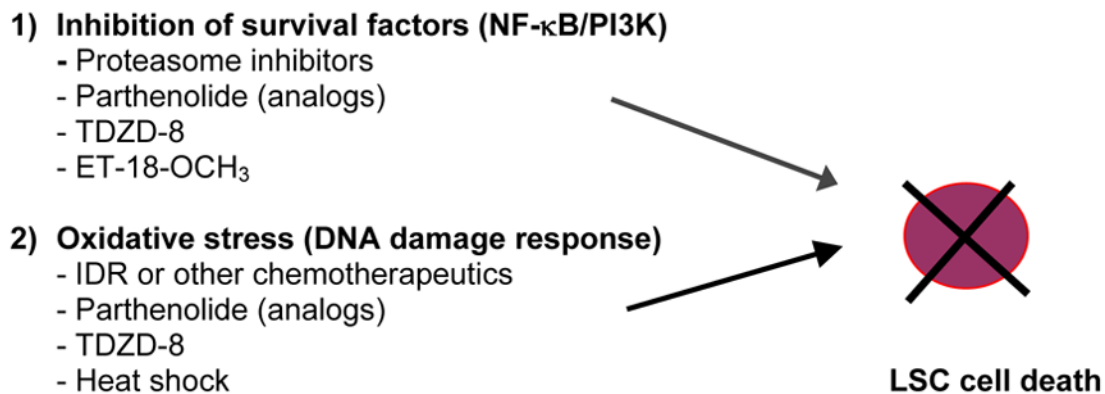 1) Inhibition of survival factors (NF-κB/PI3K)
- Proteasome inhibitors
- Parthenolide (analogs)
- TDZD-8
- ET-18-OCH₃
2) Oxidative stress (DNA damage response)
- IDR or other chemotherapeutics
- Parthenolide (analogs)
- TDZD-8
- Heat shock
LSC cell death